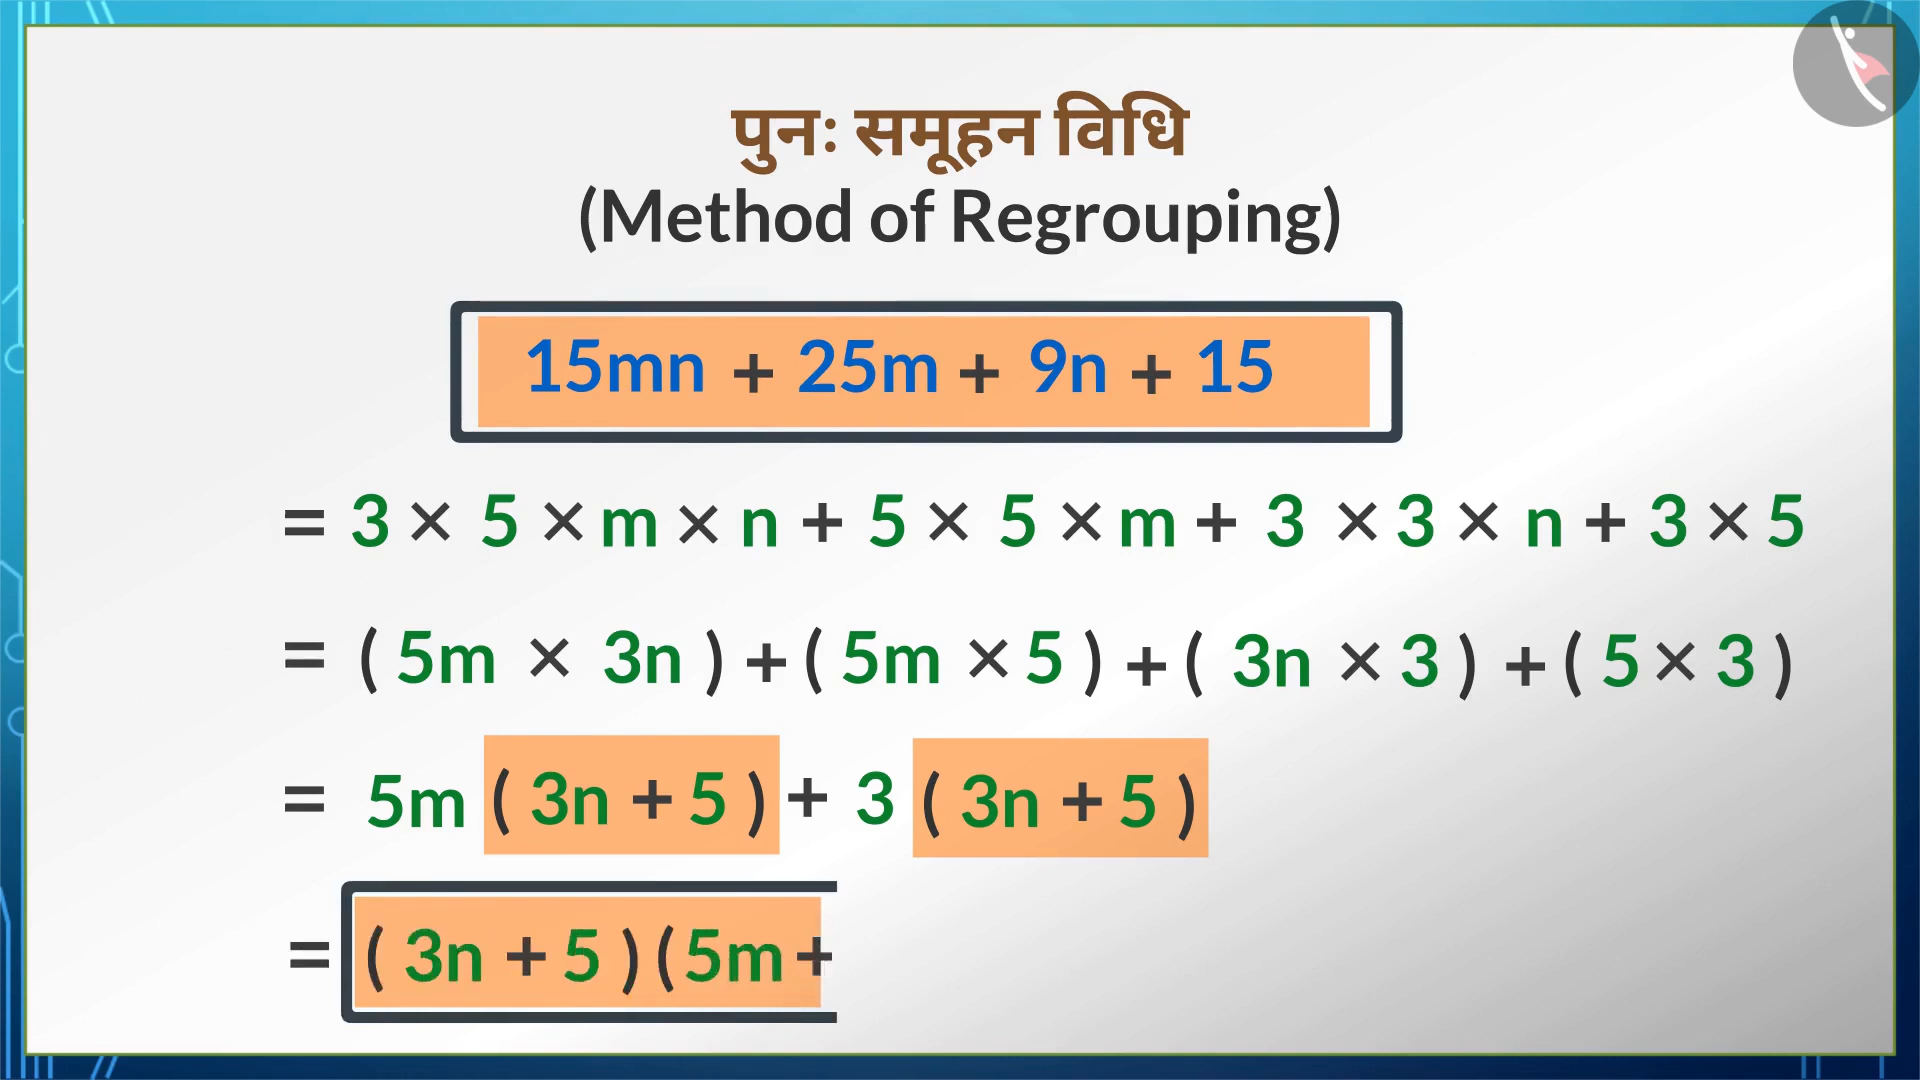 पुनः समूहन विधि
(Method of Regrouping)
15mn + 25m + 9n + 15
= 3 × 5 × m × n + 5 × 5 × m + 3 × 3 × n + 3 × 5
= ( 5m × 3n ) + ( 5m × 5 ) + ( 3n × 3 ) + ( 5 × 3 )
= 5m ( 3n + 5 ) + 3 ( 3n + 5 )
= ( 3n + 5 ) ( 5m +